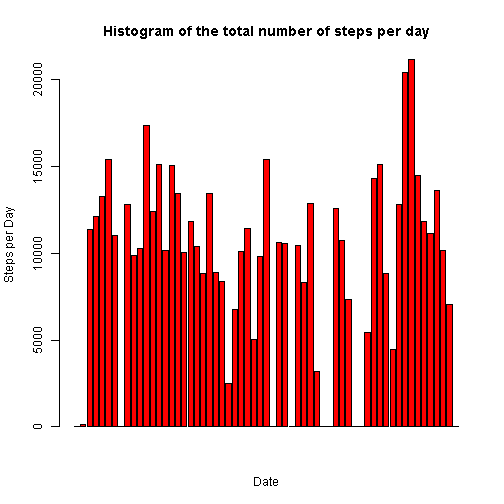 Histogram of the total number of steps per day
20000
15000
10000
5000
0
Steps per Day
Date